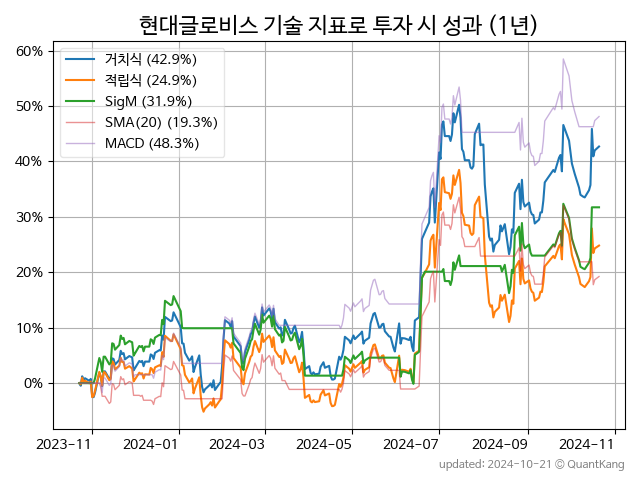 현대글로비스 기술 지표로 투자 시 성과 (1년)
60%
50%
40%
30%
20%
10%
0%
거치식 (42.9%)
적립식 (24.9%)
SigM (31.9%)
SMA(20) (19.3%)
MACD (48.3%)
2023-11 2024-01 2024-03 2024-05 2024-07 2024-09 2024-11
updated: 2024-10-21 © QuantKang